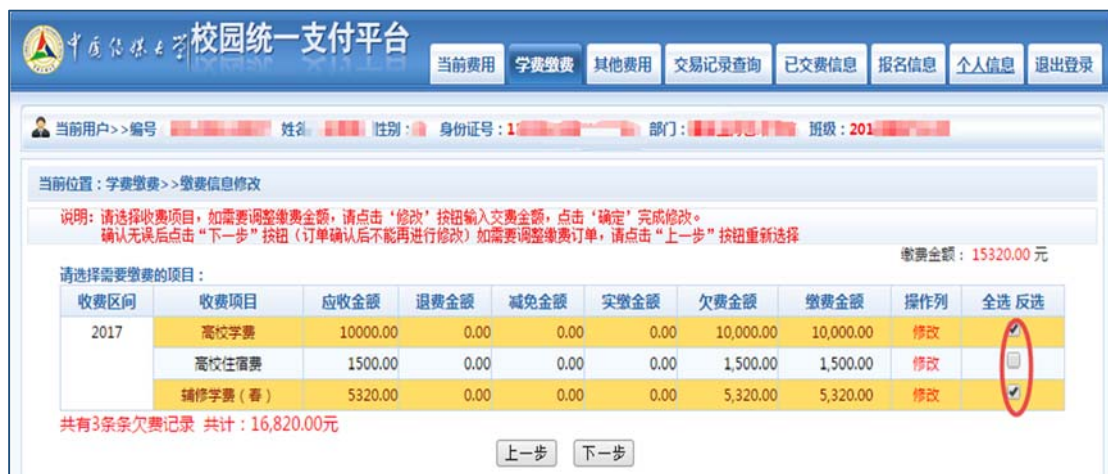 中国传媒大学校园统一支付平台
当前费用 学费缴费 其他费用 交易记录查询 已交费信息 报名信息 个人信息 退出登录
当前用户>>编号 姓名 性别： 身份证号：1 部门： 班级：201
当前位置：学费缴费>>缴费信息修改
说明：请选择收费项目，如需要调整缴费金额，请点击‘修改’按钮输入交费金额，点击‘确定’完成修改。
确认无误后点击“下一步”按钮（订单确认后不能再进行修改）如需要调整缴费订单，请点击“上一步”按钮重新选择
缴费金额：15320.00 元
请选择需要缴费的项目：
收费区间 收费项目 应收金额 退费金额 减免金额 实缴金额 欠费金额 缴费金额 操作列 全选 反选
2017 高校学费 10000.00 0.00 0.00 0.00 10,000.00 10,000.00 修改
高校住宿费 1500.00 0.00 0.00 0.00 1,500.00 1,500.00 修改
辅修学费（春） 5320.00 0.00 0.00 0.00 5,320.00 5,320.00 修改
共有3条条欠费记录 共计：16,820.00元
上一步 下一步